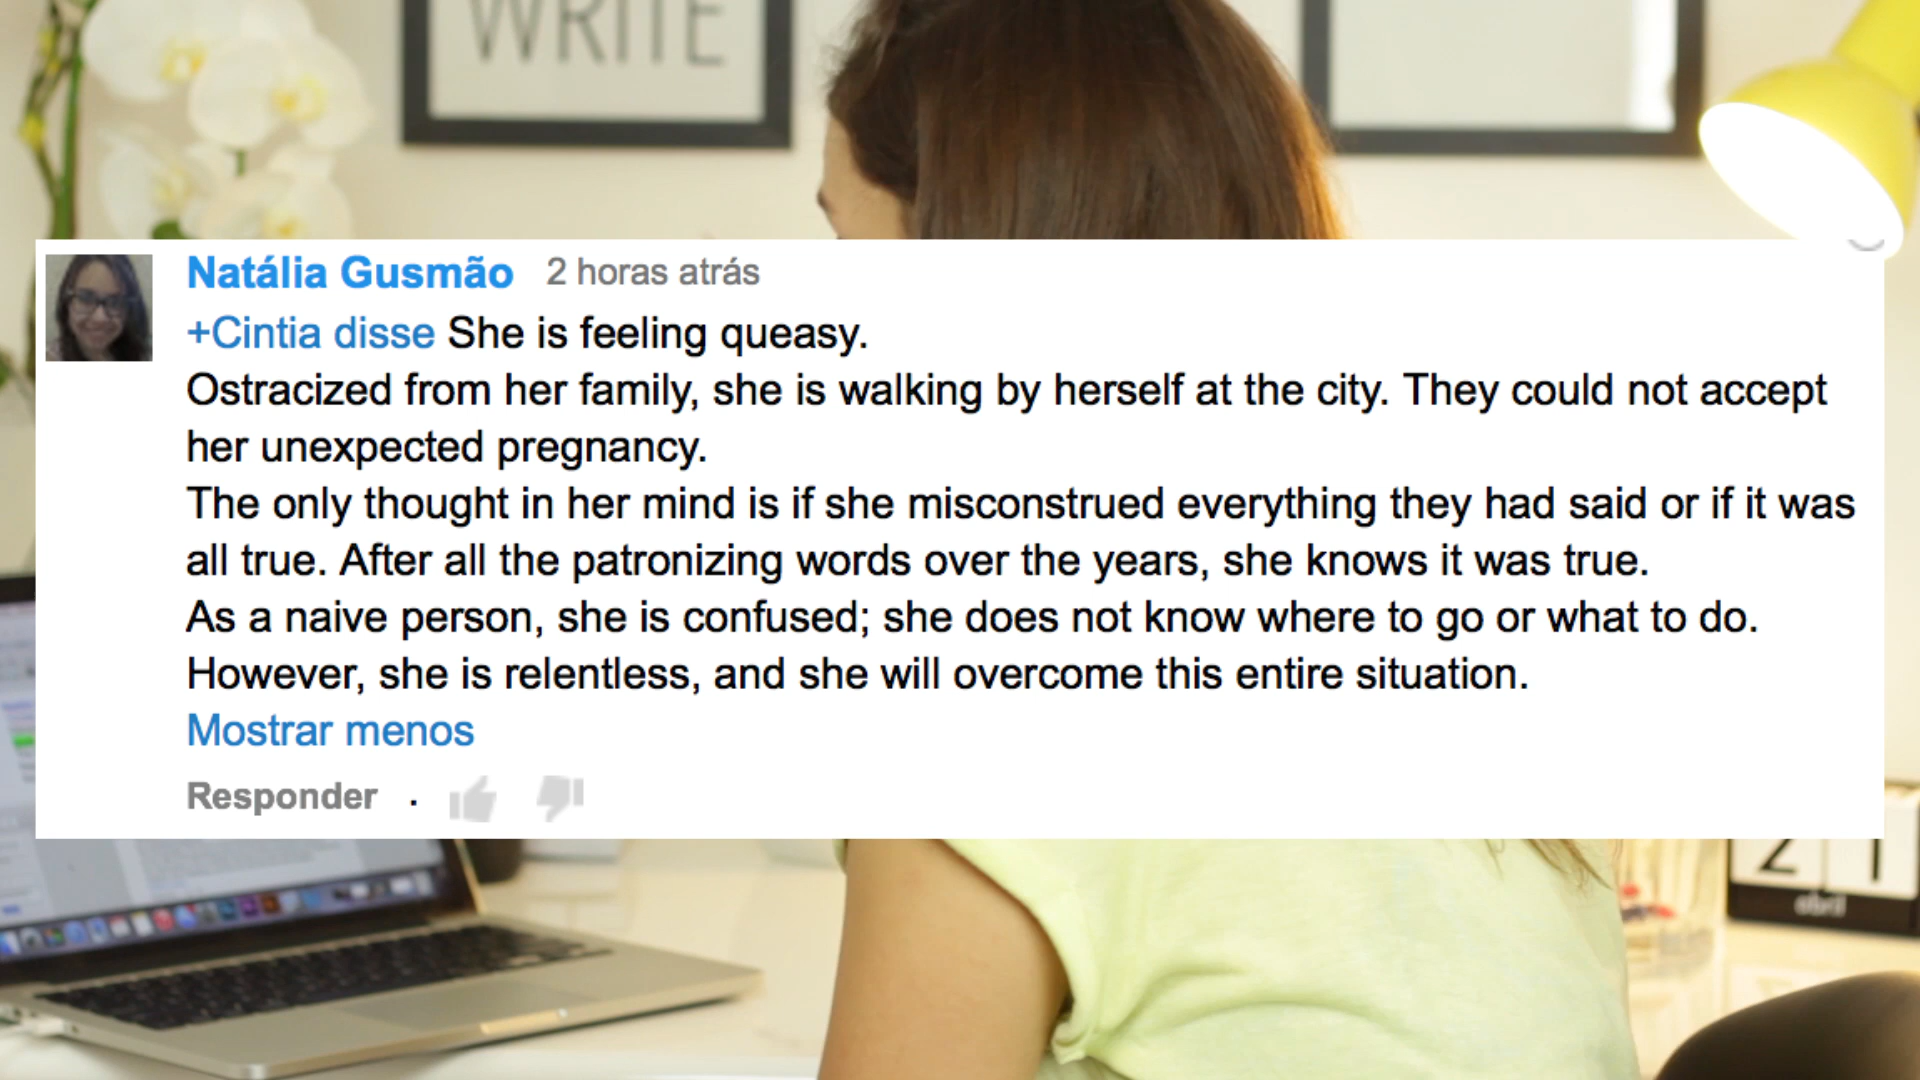 WRITE
Natália Gusmão 2 horas atrás
+Cintia disse She is feeling queasy.
Ostracized from her family, she is walking by herself at the city. They could not accept
her unexpected pregnancy.
The only thought in her mind is if she misconstrued everything they had said or if it was
all true. After all the patronizing words over the years, she knows it was true.
As a naive person, she is confused; she does not know where to go or what to do.
However, she is relentless, and she will overcome this entire situation.
Mostrar menos
Responder .
21
abril